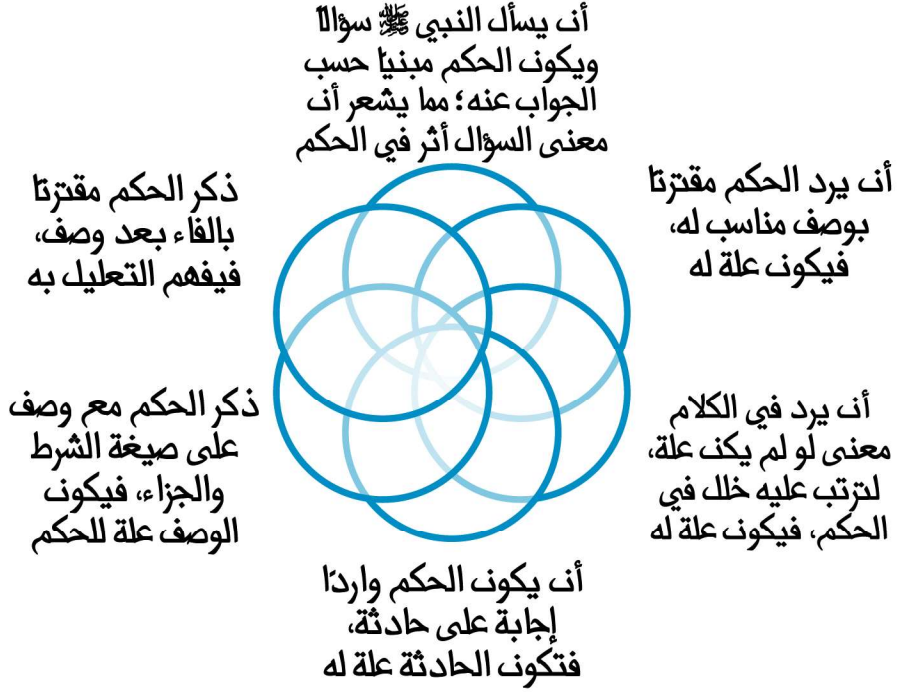 أن يسأل النبي ﷺ سؤالًا
ويكون الحكم مبنيًا حسب
الجواب عنه؛ مما يشعر أن
معنى السؤال أثر في الحكم
أن يرد الحكم مقترنًا
بوصف مناسب له،
فيكون علة له
أن يرد في الكلام
معنى لو لم يكن علة،
لترتب عليه خلل في
الحكم، فيكون علة له
أن يكون الحكم واردًا
إجابة على حادثة،
فتكون الحادثة علة له
ذكر الحكم مع وصف
على صيغة الشرط
والجزاء، فيكون
الوصف علة للحكم
ذكر الحكم مقترنًا
بالفاء بعد وصف،
فيفهم التعليل به